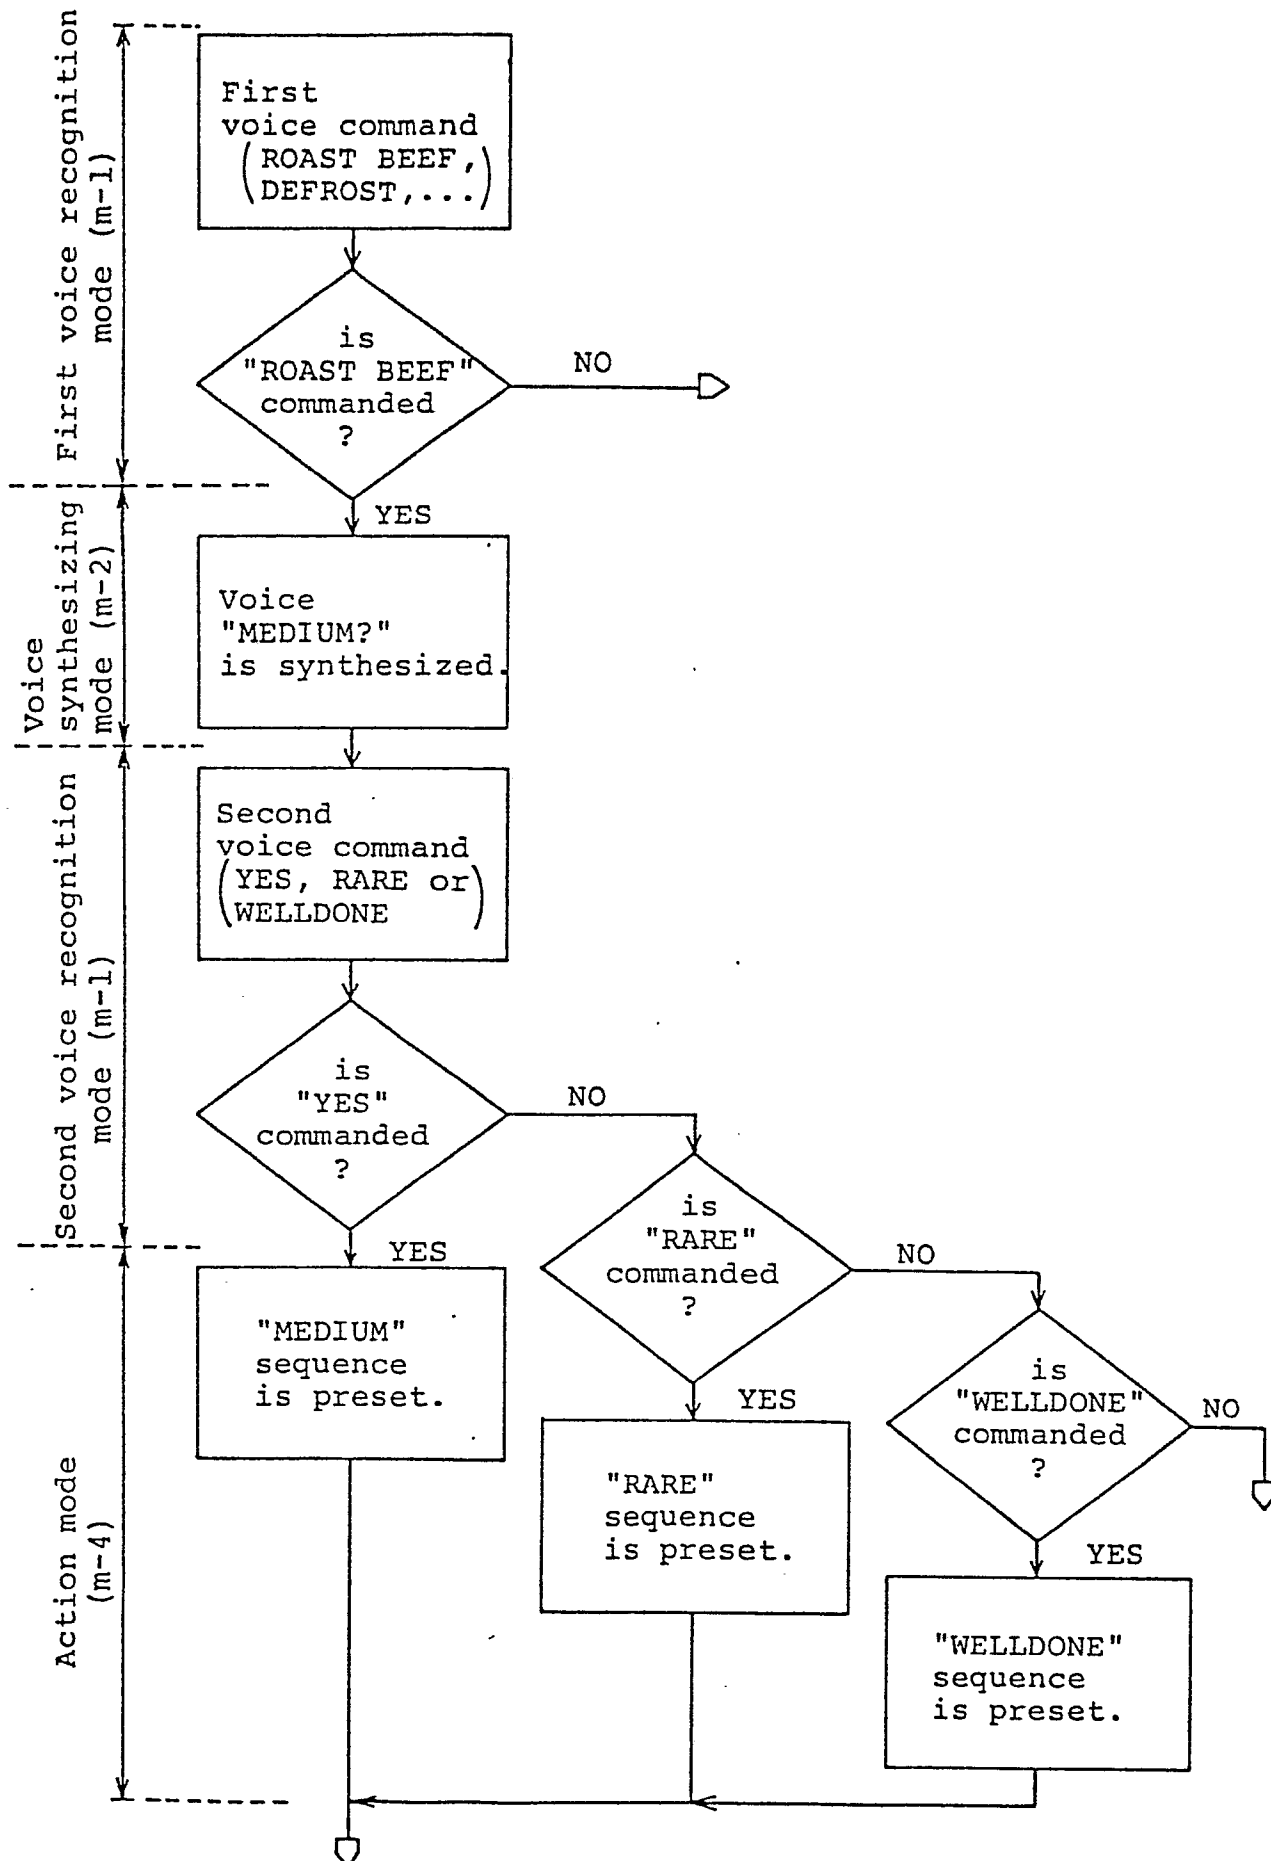 First voice recognition
mode (m-1)
First
voice command
(ROAST BEEF,
DEFROST,...)
is
"ROAST BEEF"
commanded
?
NO
YES
Voice
synthesizing
mode (m-2)
Voice
"MEDIUM?"
is synthesized.
Second voice recognition
mode (m-1)
Second
voice command
(YES, RARE or
WELLDONE)
is
"YES"
commanded
?
NO
YES
is
"RARE"
commanded
?
NO
YES
is
"WELLDONE"
commanded
?
NO
YES
Action mode
(m-4)
"MEDIUM"
sequence
is preset.
"RARE"
sequence
is preset.
"WELLDONE"
sequence
is preset.